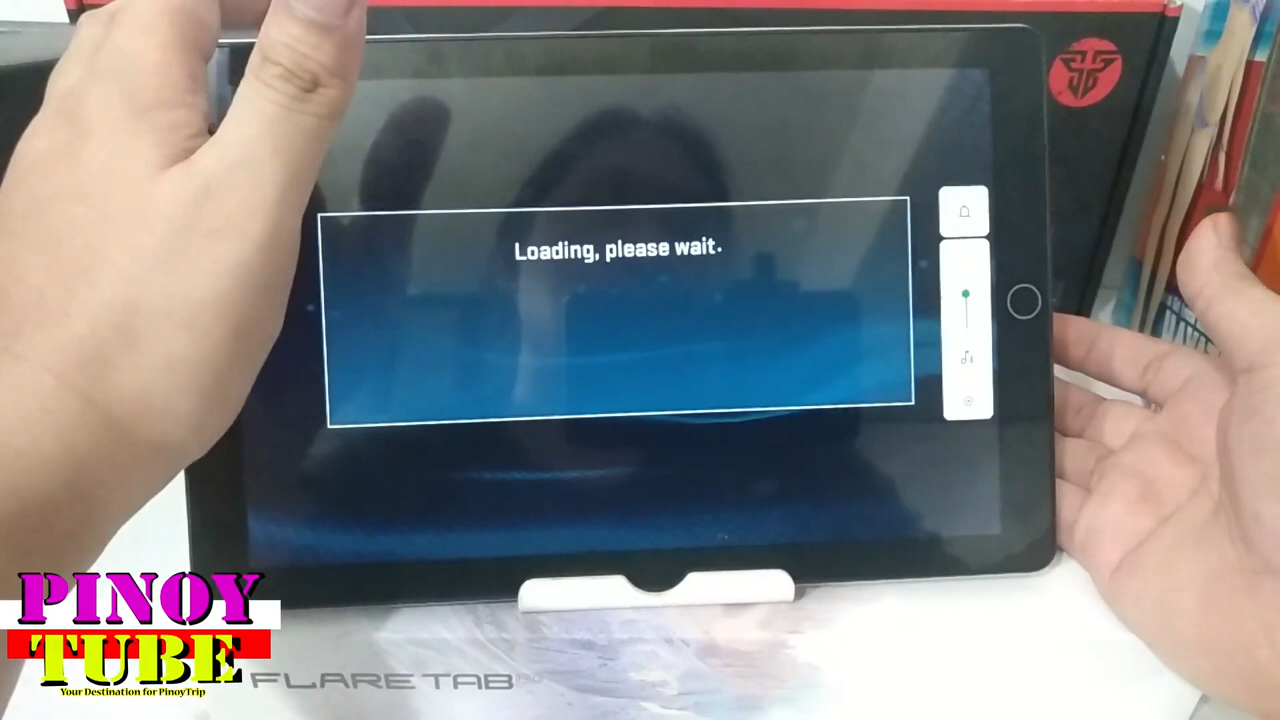 Loading, please wait.
PINOY
TUBE
Your Destination for PinoyTrip
FLARE TAB